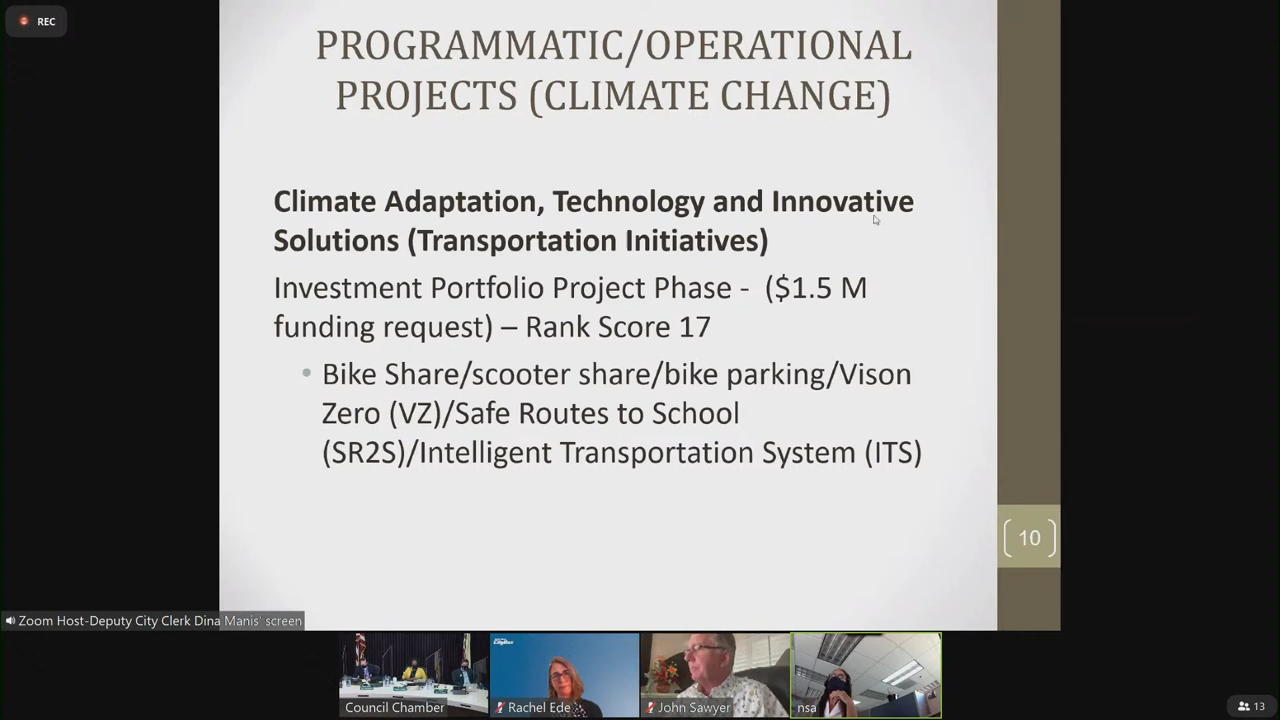 REC
PROGRAMMATIC/OPERATIONAL
PROJECTS (CLIMATE CHANGE)
Climate Adaptation, Technology and Innovative
Solutions (Transportation Initiatives)
Investment Portfolio Project Phase - ($1.5 M
funding request) – Rank Score 17
• Bike Share/scooter share/bike parking/Vison
Zero (VZ)/Safe Routes to School
(SR2S)/Intelligent Transportation System (ITS)
10
Zoom Host-Deputy City Clerk Dina Manis' screen
Council Chamber
Rachel Ede
John Sawyer
nsa
13